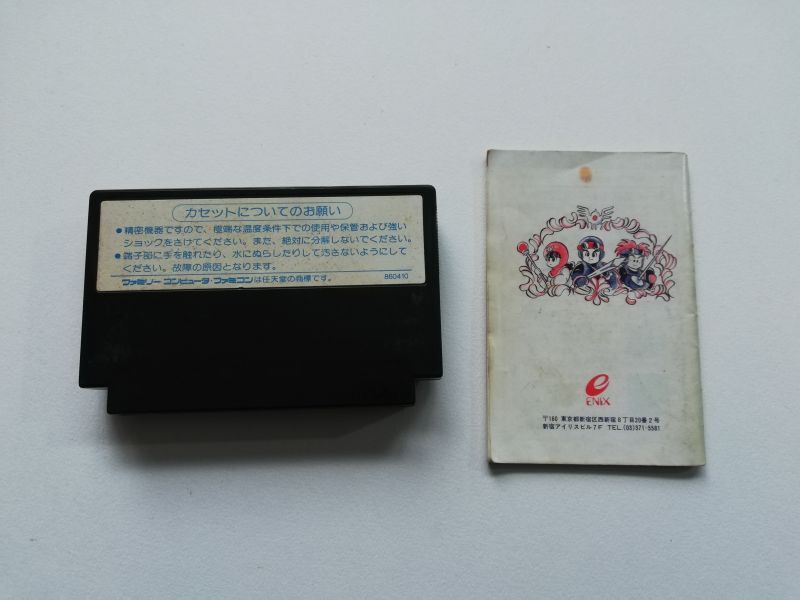 カセットについてのお願い
●精密機器ですので、極端な温度条件下での使用や保管および強い
ショックをさけてください。また、絶対に分解しないでください。
●端子部に手を触れたり、水にぬらしたりして汚さないようにして
ください。故障の原因となります。
ファミリー コンピュータ・ファミコンは任天堂の商標です。 860410
ENIX
〒160 東京都新宿区西新宿8丁目20番2号
新宿アイリスビル7F TEL.(03)371-5581